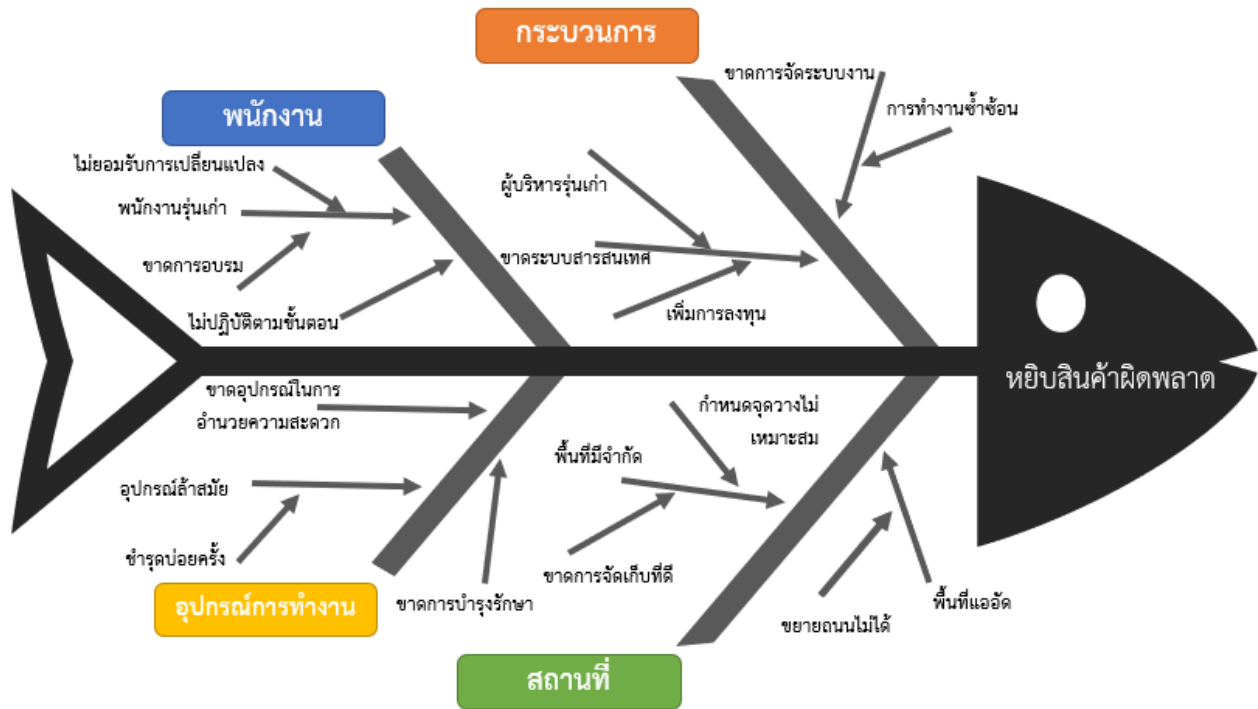 กระบวนการ
ขาดการจัดระบบงาน
การทำงานซ้ำซ้อน
พนักงาน
ไม่ยอมรับการเปลี่ยนแปลง
พนักงานรุ่นเก่า
ขาดการอบรม
ไม่ปฏิบัติตามขั้นตอน
ผู้บริหารรุ่นเก่า
ขาดระบบสารสนเทศ
เพิ่มการลงทุน
หยิบสินค้าผิดพลาด
ขาดอุปกรณ์ในการ
อำนวยความสะดวก
อุปกรณ์ล้าสมัย
ชำรุดบ่อยครั้ง
อุปกรณ์การทำงาน
ขาดการบำรุงรักษา
กำหนดจุดวางไม่
เหมาะสม
พื้นที่มีจำกัด
ขาดการจัดเก็บที่ดี
ขยายถนนไม่ได้
พื้นที่แออัด
สถานที่